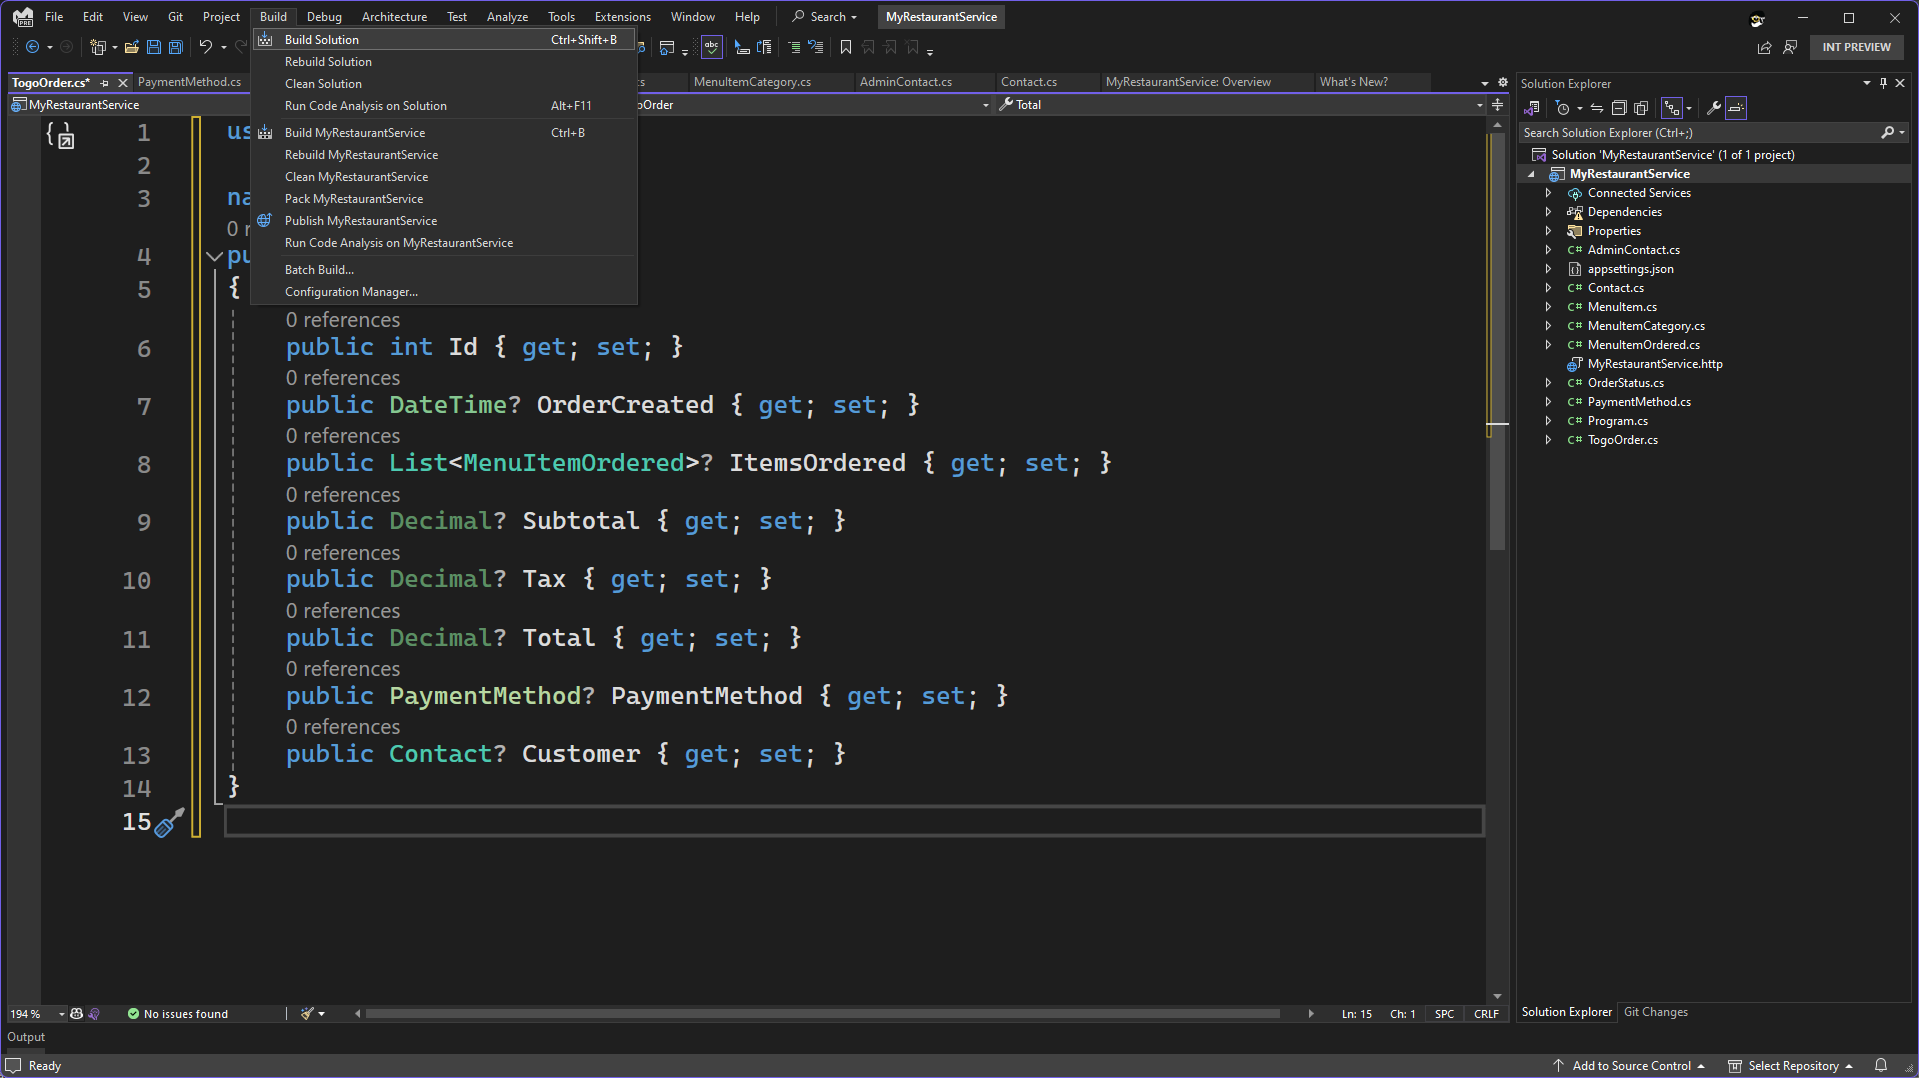 File Edit View Git Project Build Debug Architecture Test Analyze Tools Extensions Window Help Search MyRestaurantService
INT PREVIEW
Build Solution Ctrl+Shift+B
Rebuild Solution
Clean Solution
Run Code Analysis on Solution Alt+F11
Build MyRestaurantService Ctrl+B
Rebuild MyRestaurantService
Clean MyRestaurantService
Pack MyRestaurantService
Publish MyRestaurantService
Run Code Analysis on MyRestaurantService
Batch Build...
Configuration Manager...
TogoOrder.cs* PaymentMethod.cs MenuItemCategory.cs AdminContact.cs Contact.cs MyRestaurantService: Overview What's New?
MyRestaurantService Total
1 us
2
3 na
0 r
4 pu
5 {
0 references
6 public int Id { get; set; }
0 references
7 public DateTime? OrderCreated { get; set; }
0 references
8 public List<MenuItemOrdered>? ItemsOrdered { get; set; }
0 references
9 public Decimal? Subtotal { get; set; }
0 references
10 public Decimal? Tax { get; set; }
0 references
11 public Decimal? Total { get; set; }
0 references
12 public PaymentMethod? PaymentMethod { get; set; }
0 references
13 public Contact? Customer { get; set; }
14 }
15
194 % No issues found Ln: 15 Ch: 1 SPC CRLF
Output
Ready
Solution Explorer
Search Solution Explorer (Ctrl+;)
Solution 'MyRestaurantService' (1 of 1 project)
MyRestaurantService
Connected Services
Dependencies
Properties
C# AdminContact.cs
appsettings.json
C# Contact.cs
C# MenuItem.cs
C# MenuItemCategory.cs
C# MenuItemOrdered.cs
MyRestaurantService.http
C# OrderStatus.cs
C# PaymentMethod.cs
C# Program.cs
C# TogoOrder.cs
Solution Explorer Git Changes
Add to Source Control Select Repository